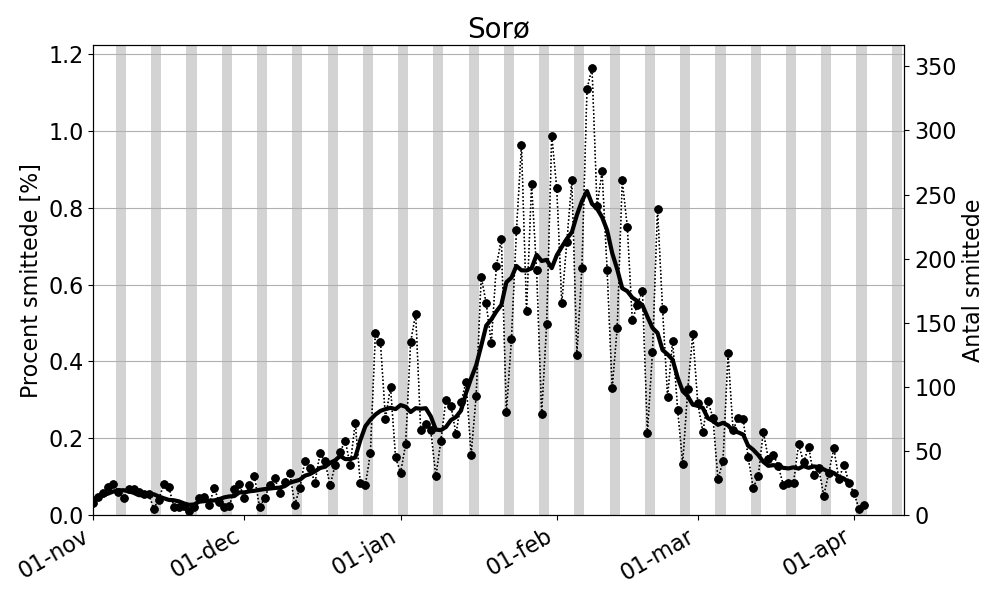 Sorø
Procent smittede [%]
1.2
1.0
0.8
0.6
0.4
0.2
0.0
350
300
250
200
150
100
50
0
Antal smittede
01-nov
01-dec
01-jan
01-feb
01-mar
01-apr